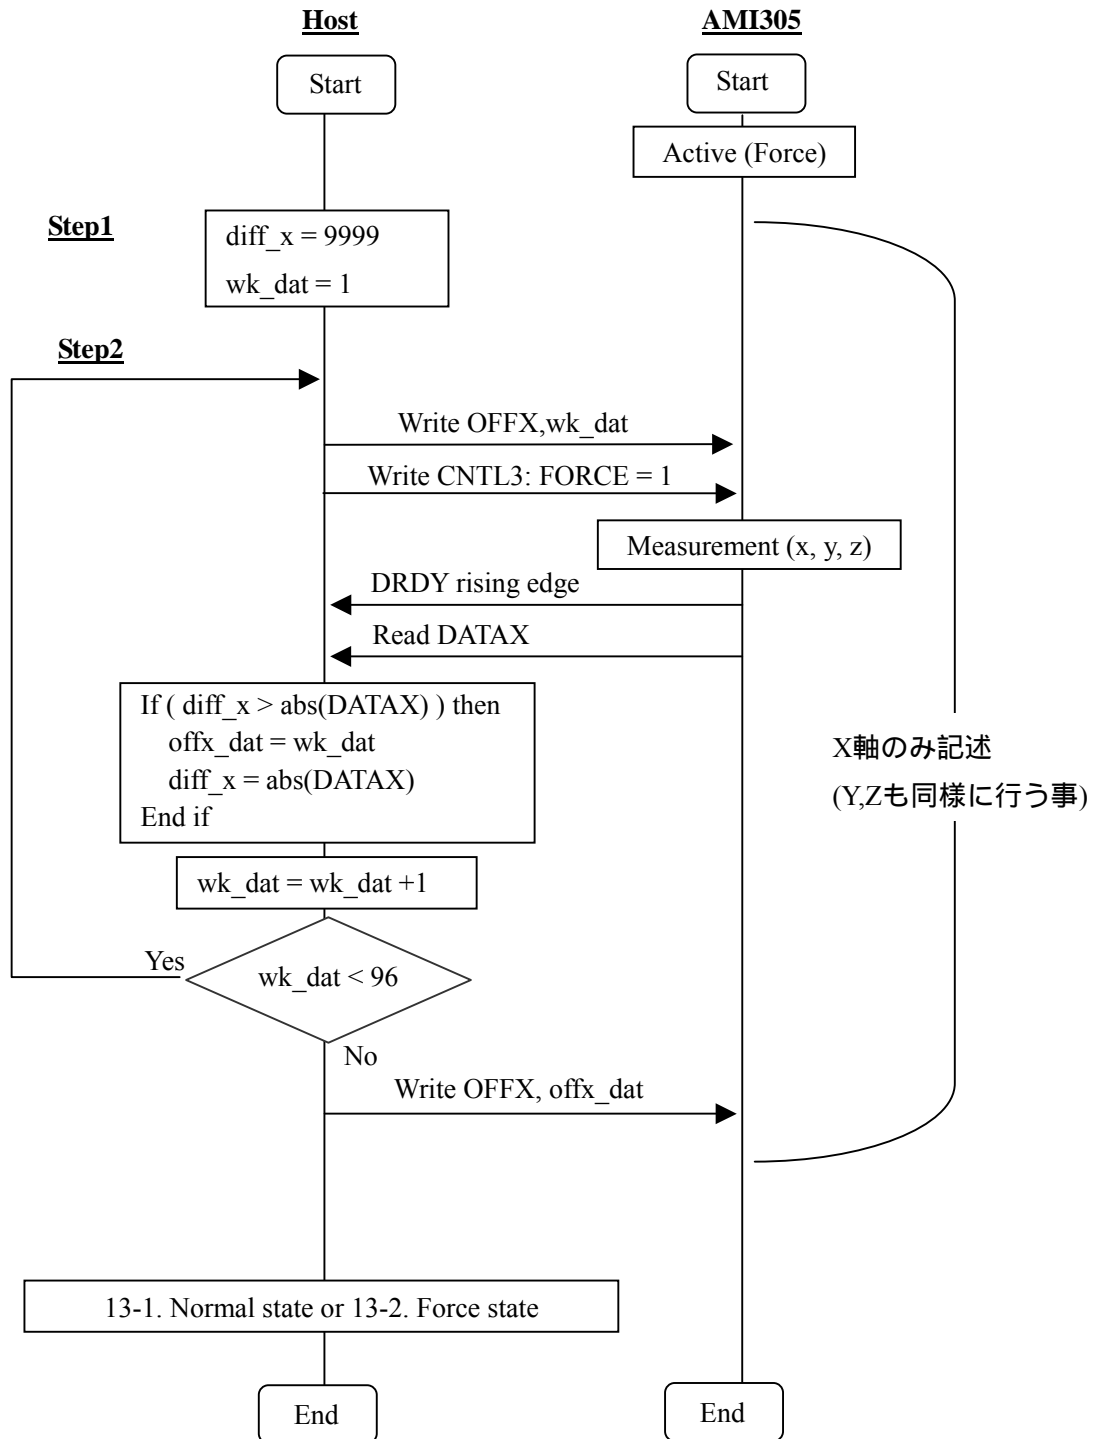 Host
AMI305
Start
Start
Active (Force)
Step1
diff_x = 9999
wk_dat = 1
Step2
Write OFFX,wk_dat
Write CNTL3: FORCE = 1
Measurement (x, y, z)
DRDY rising edge
Read DATAX
If ( diff_x > abs(DATAX) ) then
offx_dat = wk_dat
diff_x = abs(DATAX)
End if
X軸のみ記述
(Y,Zも同様に行う事)
wk_dat = wk_dat +1
Yes
wk_dat < 96
No
Write OFFX, offx_dat
13-1. Normal state or 13-2. Force state
End
End